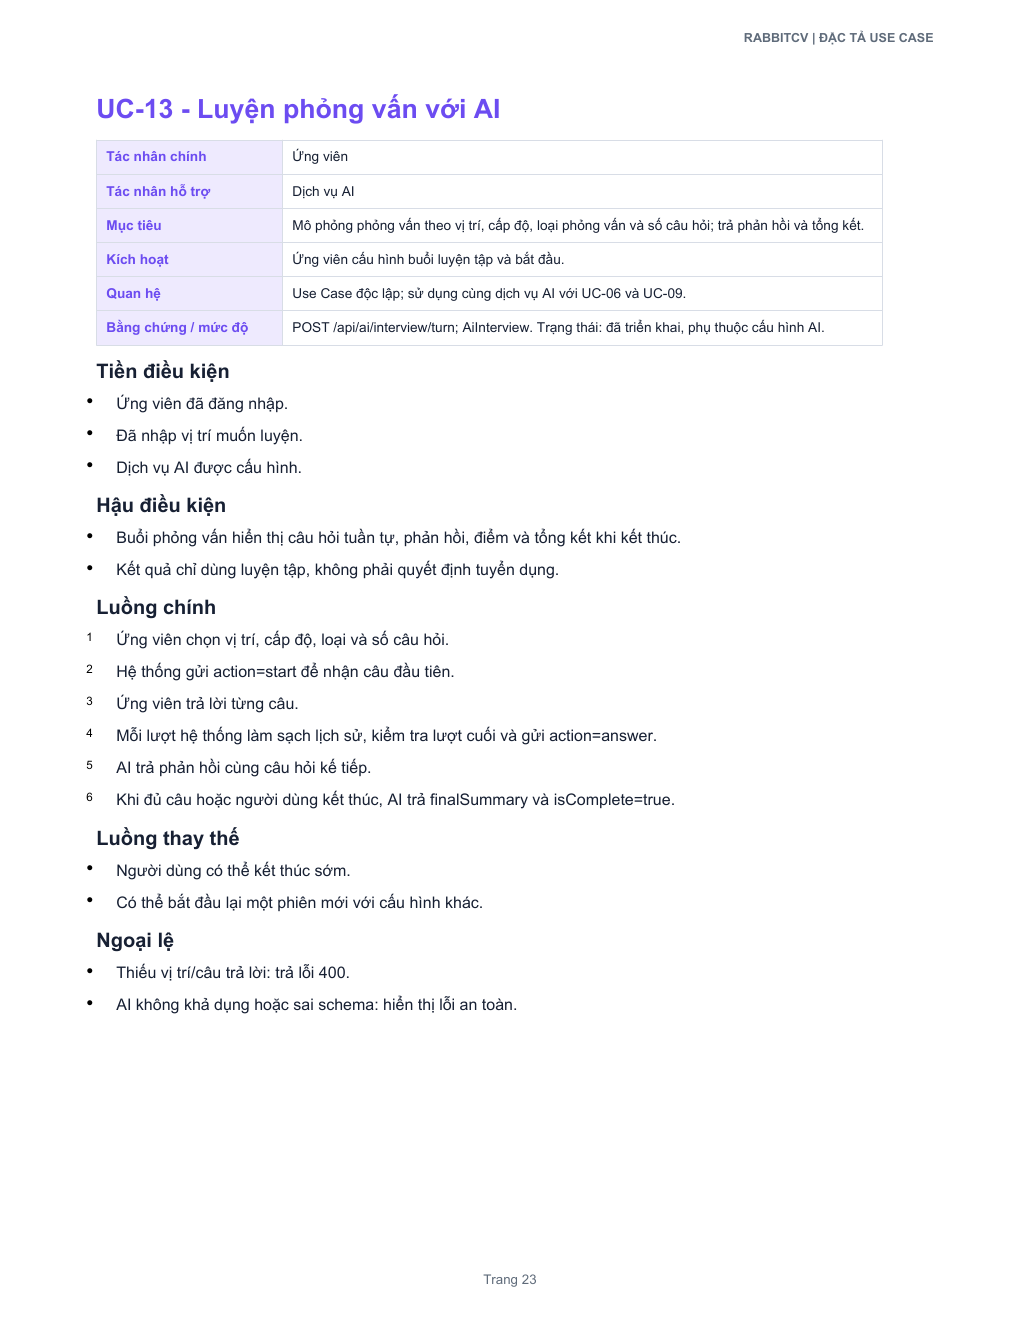 RABBITCV | ĐẶC TẢ USE CASE
UC-13 - Luyện phỏng vấn với AI
Tác nhân chính Ứng viên
Tác nhân hỗ trợ Dịch vụ AI
Mục tiêu Mô phỏng phỏng vấn theo vị trí, cấp độ, loại phỏng vấn và số câu hỏi; trả phản hồi và tổng kết.
Kích hoạt Ứng viên cấu hình buổi luyện tập và bắt đầu.
Quan hệ Use Case độc lập; sử dụng cùng dịch vụ AI với UC-06 và UC-09.
Bằng chứng / mức độ POST /api/ai/interview/turn; AiInterview. Trạng thái: đã triển khai, phụ thuộc cấu hình AI.
Tiền điều kiện
• Ứng viên đã đăng nhập.
• Đã nhập vị trí muốn luyện.
• Dịch vụ AI được cấu hình.
Hậu điều kiện
• Buổi phỏng vấn hiển thị câu hỏi tuần tự, phản hồi, điểm và tổng kết khi kết thúc.
• Kết quả chỉ dùng luyện tập, không phải quyết định tuyển dụng.
Luồng chính
1 Ứng viên chọn vị trí, cấp độ, loại và số câu hỏi.
2 Hệ thống gửi action=start để nhận câu đầu tiên.
3 Ứng viên trả lời từng câu.
4 Mỗi lượt hệ thống làm sạch lịch sử, kiểm tra lượt cuối và gửi action=answer.
5 AI trả phản hồi cùng câu hỏi kế tiếp.
6 Khi đủ câu hoặc người dùng kết thúc, AI trả finalSummary và isComplete=true.
Luồng thay thế
• Người dùng có thể kết thúc sớm.
• Có thể bắt đầu lại một phiên mới với cấu hình khác.
Ngoại lệ
• Thiếu vị trí/câu trả lời: trả lỗi 400.
• AI không khả dụng hoặc sai schema: hiển thị lỗi an toàn.
Trang 23